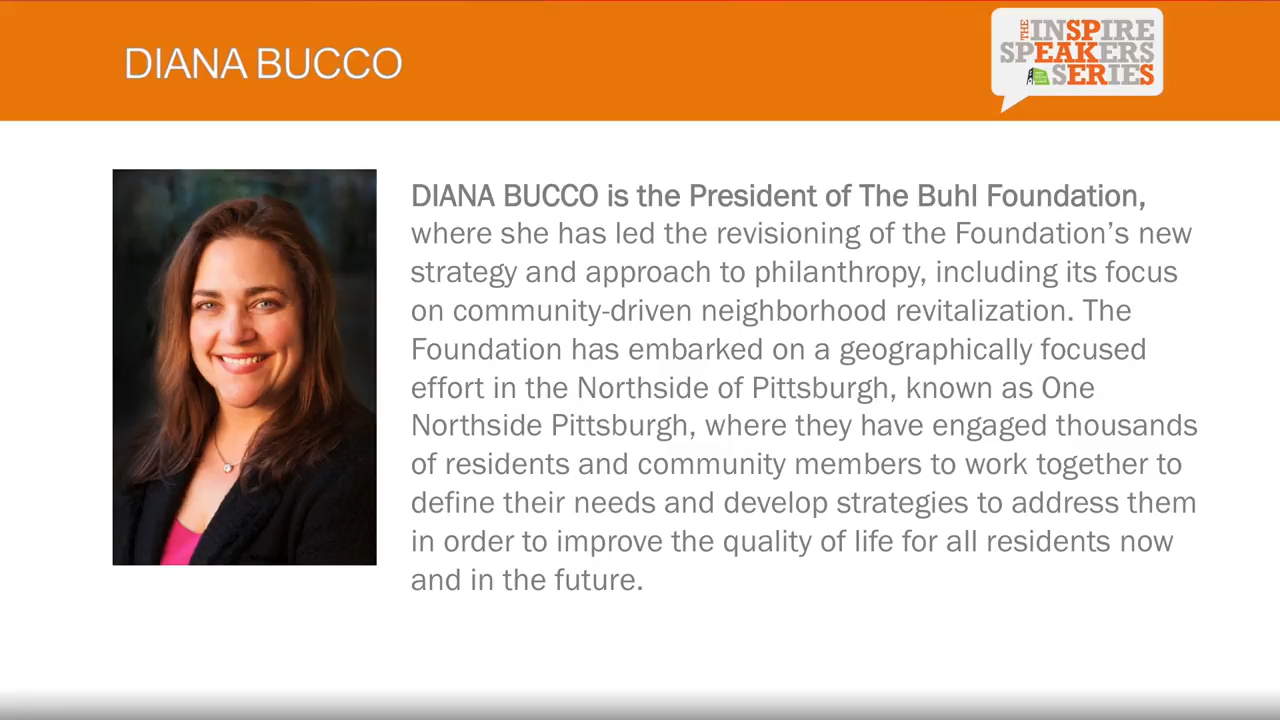 DIANA BUCCO
THE
INSPIRE
SPEAKERS
SERIES
DIANA BUCCO is the President of The Buhl Foundation,
where she has led the revisioning of the Foundation’s new
strategy and approach to philanthropy, including its focus
on community-driven neighborhood revitalization. The
Foundation has embarked on a geographically focused
effort in the Northside of Pittsburgh, known as One
Northside Pittsburgh, where they have engaged thousands
of residents and community members to work together to
define their needs and develop strategies to address them
in order to improve the quality of life for all residents now
and in the future.